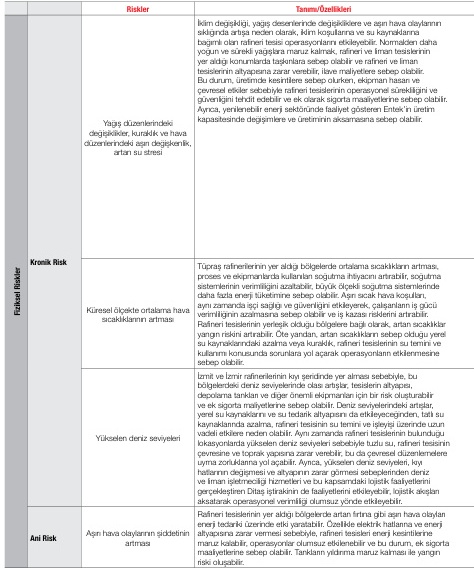 Riskler
Tanımı/Özellikleri
Fiziksel Riskler
Kronik Risk
Yağış düzenlerindeki
değişiklikler, kuraklık ve hava
düzenlerindeki aşırı değişkenlik,
artan su stresi
İklim değişikliği, yağış desenlerinde değişikliklere ve aşırı hava olaylarının
sıklığında artışa neden olarak, iklim koşullarına ve su kaynaklarına
bağımlı olan rafineri tesisi operasyonlarını etkileyebilir. Normalden daha
yoğun ve sürekli yağışlara maruz kalmak, rafineri ve liman tesislerinin
yer aldığı konumlarda taşkınlara sebep olabilir ve rafineri ve liman
tesislerinin altyapısına zarar verebilir, ilave maliyetlere sebep olabilir.
Bu durum, üretimde kesintilere sebep olurken, ekipman hasarı ve
çevresel etkiler sebebiyle rafineri tesislerinin operasyonel sürekliliğini ve
güvenliğini tehdit edebilir ve ek olarak sigorta maaliyetlerine sebep olabilir.
Ayrıca, yenilenebilir enerji sektöründe faaliyet gösteren Entek'in üretim
kapasitesinde değişimlere ve üretiminin aksamasına sebep olabilir.
Küresel ölçekte ortalama hava
sıcaklıklarının artması
Tüpraş rafinerilerinin yer aldığı bölgelerde ortalama sıcaklıkların artması,
proses ve ekipmanlarda kullanılan soğutma ihtiyacını artırabilir, soğutma
sistemlerinin verimliliğini azaltabilir, büyük ölçekli soğutma sistemlerinde
daha fazla enerji tüketimine sebep olabilir. Aşırı sıcak hava koşulları,
aynı zamanda işçi sağlığı ve güvenliğini etkileyerek, çalışanların iş gücü
verimliliğinin azalmasına sebep olabilir ve iş kazası risklerini artırabilir.
Rafineri tesislerinin yerleşik olduğu bölgelere bağlı olarak, artan sıcaklıklar
yangın riskini artırabilir. Öte yandan, artan sıcaklıkların sebep olduğu yerel
su kaynaklarındaki azalma veya kuraklık, rafineri tesislerinin su temini ve
kullanımı konusunda sorunlara yol açarak operasyonların etkilenmesine
sebep olabilir.
Yükselen deniz seviyeleri
İzmit ve İzmir rafinerilerinin kıyı şeridinde yer alması sebebiyle, bu
bölgelerdeki deniz seviyelerinde olası artışlar, tesislerin altyapısı,
depolama tankları ve diğer önemli ekipmanları için bir risk oluşturabilir
ve ek sigorta maliyetlerine sebep olabilir. Deniz seviyelerindeki artışlar,
yerel su kaynaklarını ve su tedarik altyapısını da etkileyeceğinden, tatlı su
kaynaklarında azalma, rafineri tesisinin su temini ve işleyişi üzerinde uzun
vadeli etkilere neden olabilir. Aynı zamanda rafineri tesislerinin bulunduğu
lokasyonlarda yükselen deniz seviyeleri sebebiyle tuzlu su, rafineri tesisinin
çevresine ve toprak yapısına zarar verebilir, bu da çevresel düzenlemelere
uyma zorluklarına yol açabilir. Ayrıca, yükselen deniz seviyeleri, kıyı
hatlarının değişmesi ve altyapının zarar görmesi sebeplerinden deniz
ve liman işletmeciliği hizmetleri ve bu kapsamdaki lojistik faaliyetlerini
gerçekleştiren Ditaş iştirakinin de faaliyetlerini etkileyebilir, lojistik akışları
aksatarak operasyonel verimliliği olumsuz yönde etkileyebilir.
Ani Risk
Aşırı hava olaylarının şiddetinin
artması
Rafineri tesislerinin yer aldığı bölgelerde artan fırtına gibi aşırı hava olayları
enerji tedariki üzerinde etki yaratabilir. Özellikle elektrik hatlarına ve enerji
altyapısına zarar vermesi sebebiyle, rafineri tesisleri enerji kesintilerine
maruz kalabilir, operasyonlar olumsuz etkilenebilir ve bu durum, ek sigorta
maaliyetlerine sebep olabilir. Tankların yıldırıma maruz kalması ile yangın
riski oluşabilir.